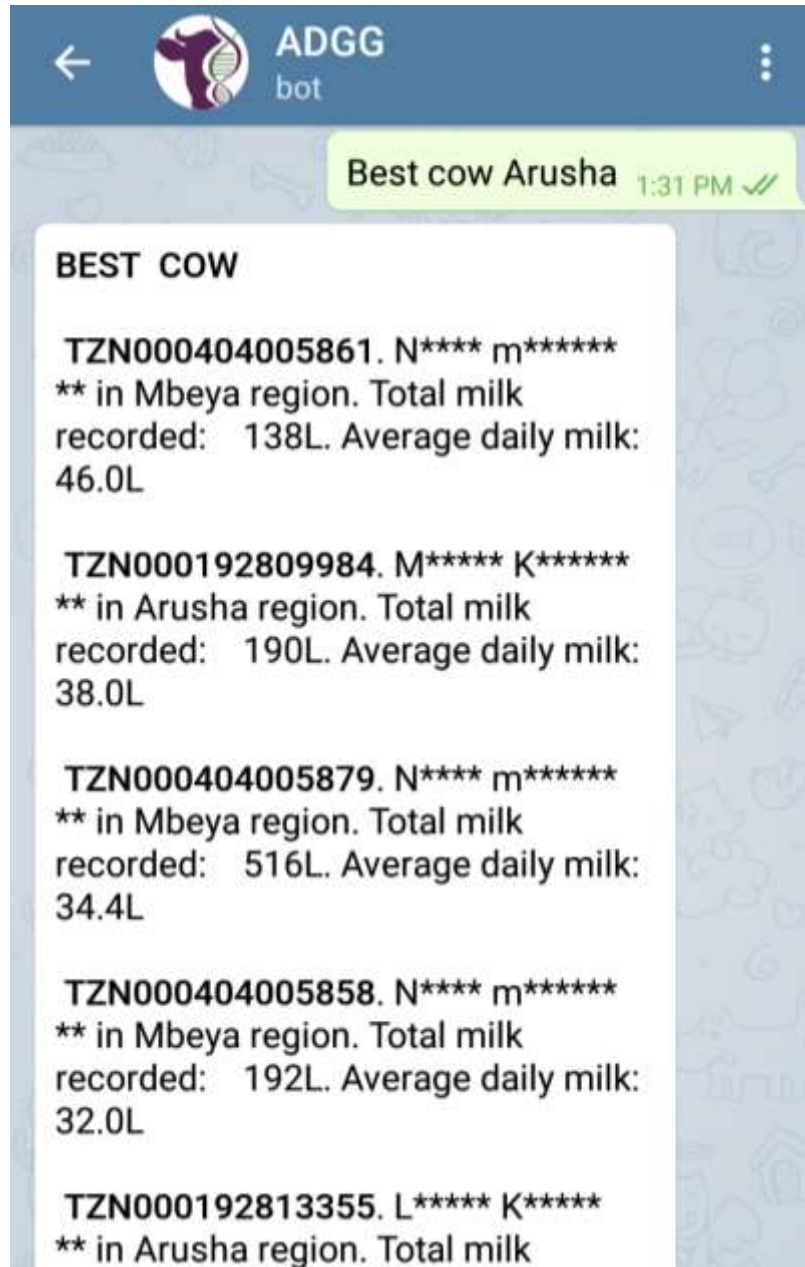 ADGG
bot
Best cow Arusha 1:31 PM
BEST COW
TZN000404005861. N**** m******
** in Mbeya region. Total milk
recorded: 138L. Average daily milk:
46.0L
TZN000192809984. M***** K******
** in Arusha region. Total milk
recorded: 190L. Average daily milk:
38.0L
TZN000404005879. N**** m******
** in Mbeya region. Total milk
recorded: 516L. Average daily milk:
34.4L
TZN000404005858. N**** m******
** in Mbeya region. Total milk
recorded: 192L. Average daily milk:
32.0L
TZN000192813355. L***** K*****
** in Arusha region. Total milk